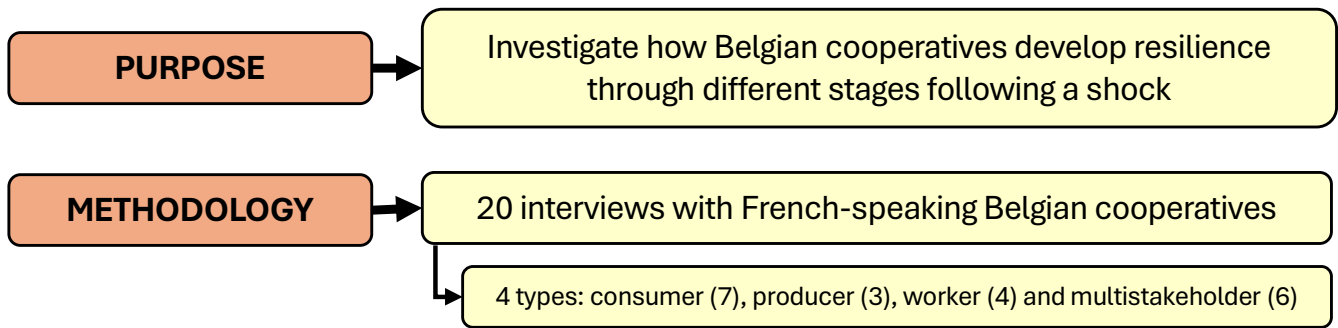 PURPOSE
Investigate how Belgian cooperatives develop resilience
through different stages following a shock
METHODOLOGY
20 interviews with French-speaking Belgian cooperatives
4 types: consumer (7), producer (3), worker (4) and multistakeholder (6)